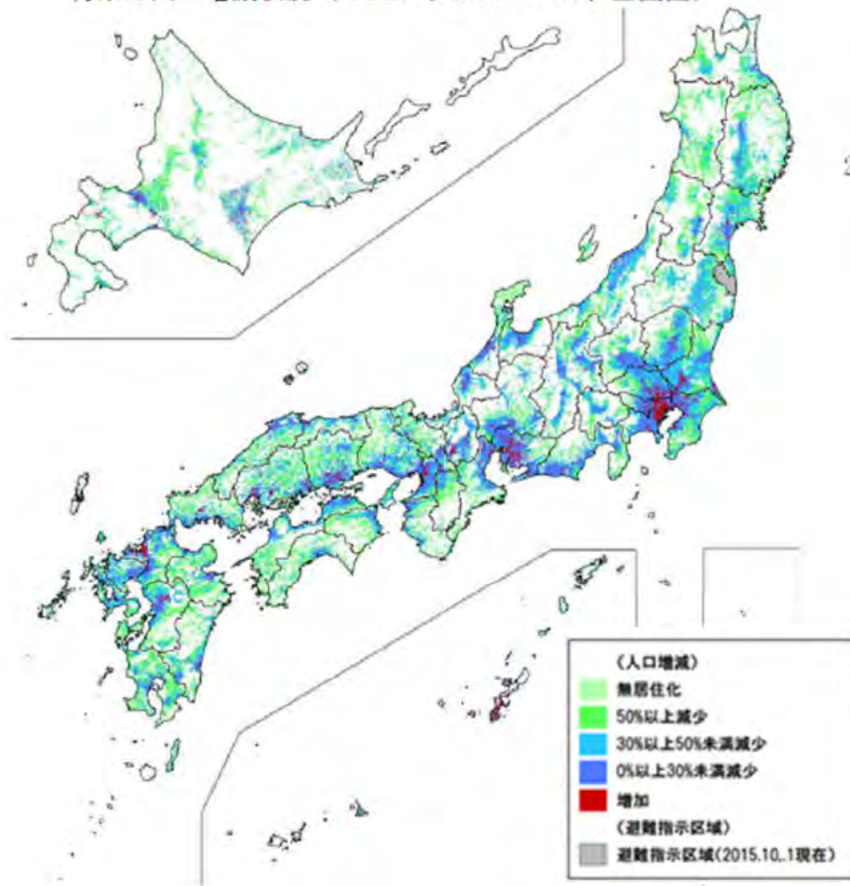 (人口増減)
無居住化
50%以上減少
30%以上50%未満減少
0%以上30%未満減少
増加
(避難指示区域)
避難指示区域(2015.10,.1現在)